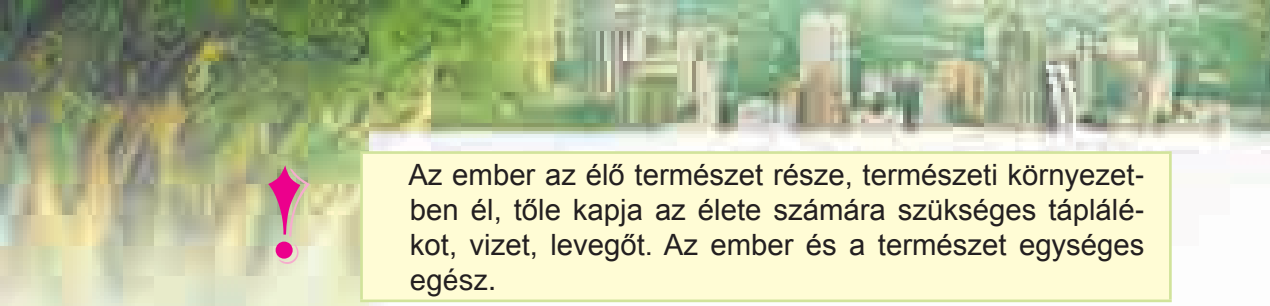 Az ember az élő természet része, természeti környezet-
ben él, tőle kapja az élete számára szükséges táplálé-
kot, vizet, levegőt. Az ember és a természet egységes
egész.